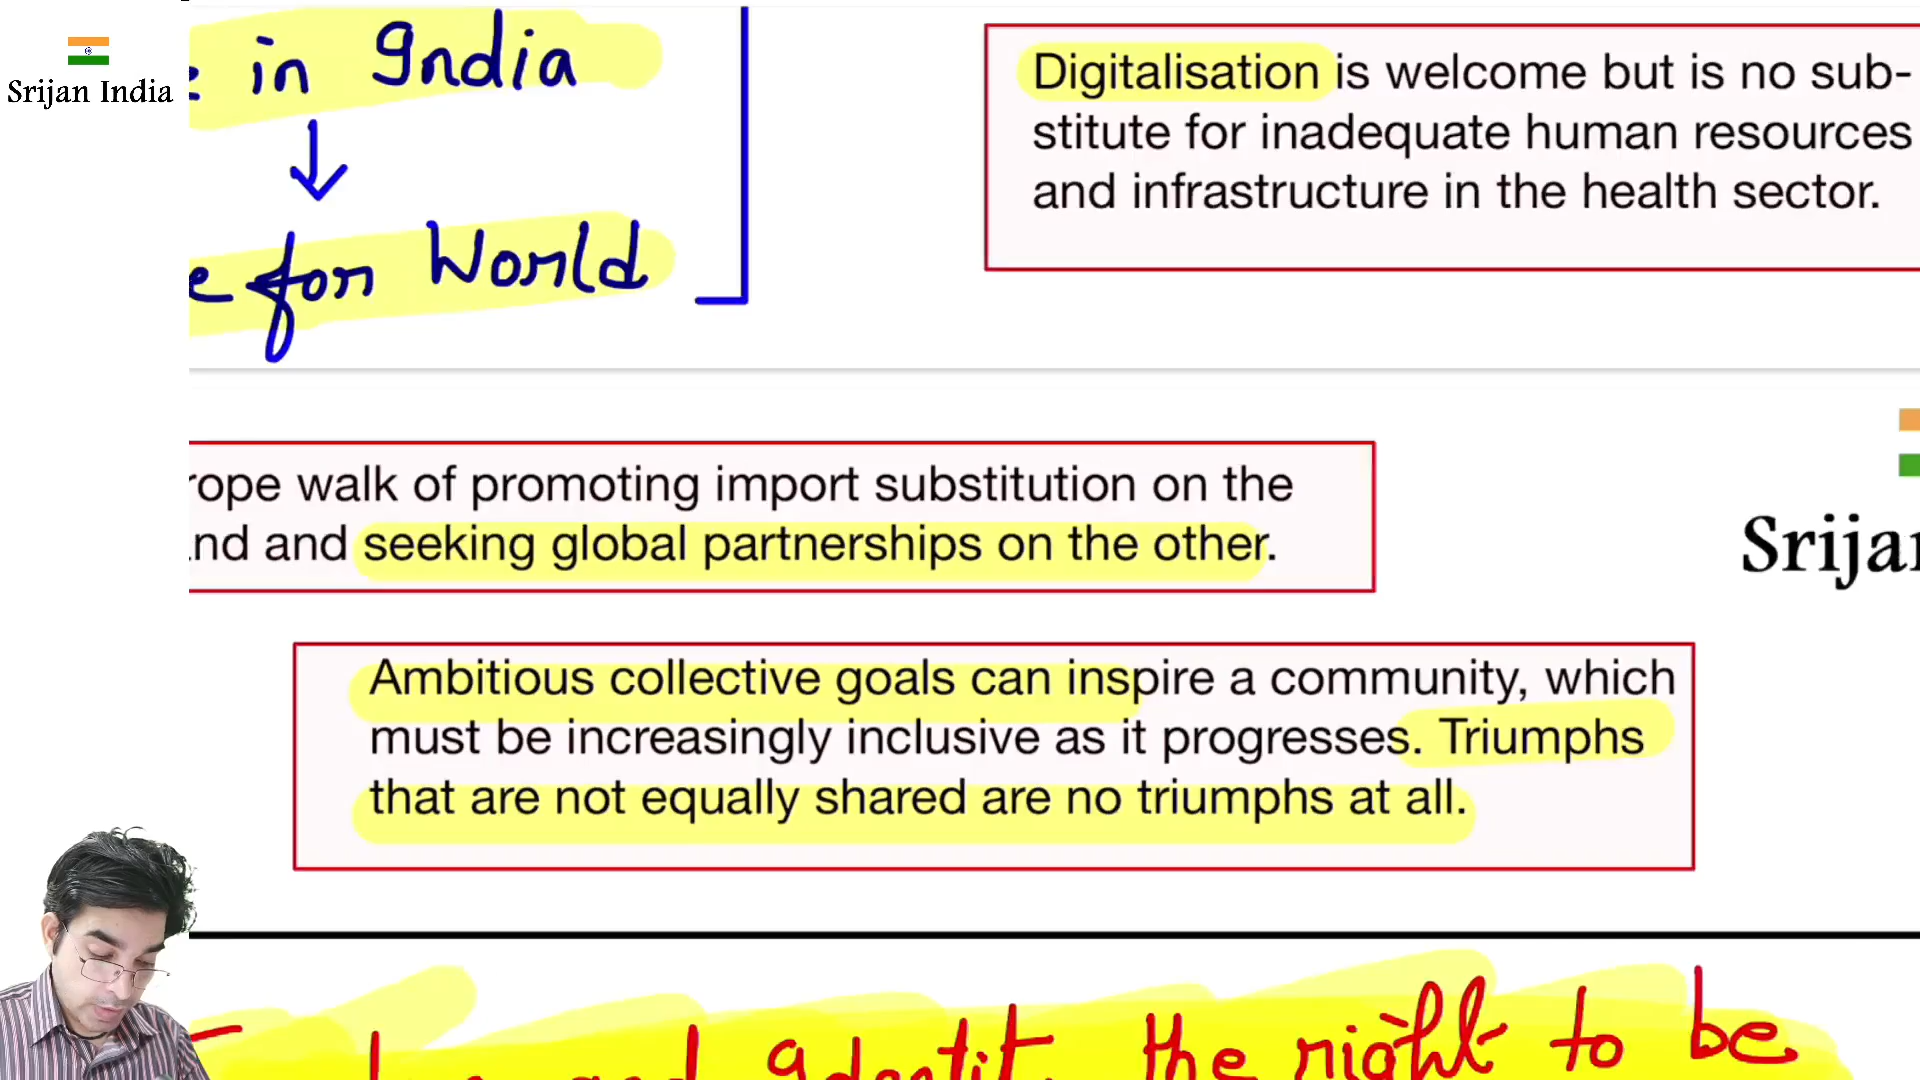 Srijan India
in India
for World
Digitalisation is welcome but is no sub-
stitute for inadequate human resources
and infrastructure in the health sector.
rope walk of promoting import substitution on the
and seeking global partnerships on the other.
Srijan
Ambitious collective goals can inspire a community, which
must be increasingly inclusive as it progresses. Triumphs
that are not equally shared are no triumphs at all.
and Identity the right to be